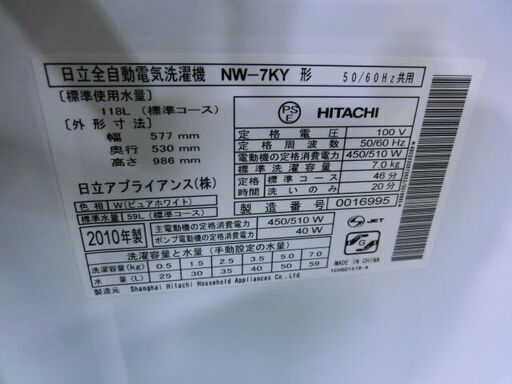 日立全自動電気洗濯機 NW-7KY 形 50/60Hz共用
[標準使用水量]
118L (標準コース)
[外形寸法]
幅 577 mm
奥行 530 mm
高さ 986 mm
日立アプライアンス(株)
色相 W(ピュアホワイト)
標準水量 59L (標準コース)
PS
E
HITACHI
定格電圧 100 V
定格周波数 50/60 Hz
電動機の定格消費電力 450/510 W
標準洗濯容量 7.0 kg
定格時間 標準コース 46分
洗いのみ 20分
製造番号 0016995
2010年製
主電動機の定格消費電力 450/510 W
ポンプ電動機の定格消費電力 40 W
JET
洗濯容量と水量 (手動設定の水量)
洗濯容量(kg) 0.5 1.5 2.5 3.5 5.0 7.0
水量(L) 25 30 35 40 50 59
製造元 Shanghai Hitachi Household Appliances Co.,Ltd.
G
MADE IN CHINA
1CH601578-A